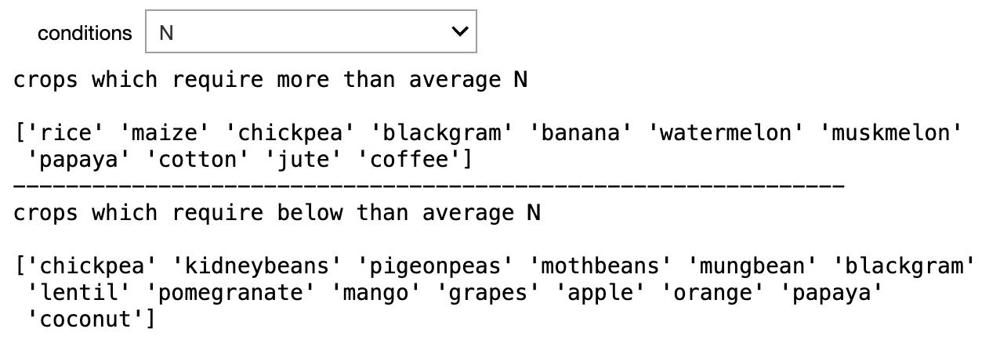 conditions N
crops which require more than average N
['rice' 'maize' 'chickpea' 'blackgram' 'banana' 'watermelon' 'muskmelon'
'papaya' 'cotton' 'jute' 'coffee']
---------------------------------------------------------------
crops which require below than average N
['chickpea' 'kidneybeans' 'pigeonpeas' 'mothbeans' 'mungbean' 'blackgram'
'lentil' 'pomegranate' 'mango' 'grapes' 'apple' 'orange' 'papaya'
'coconut']